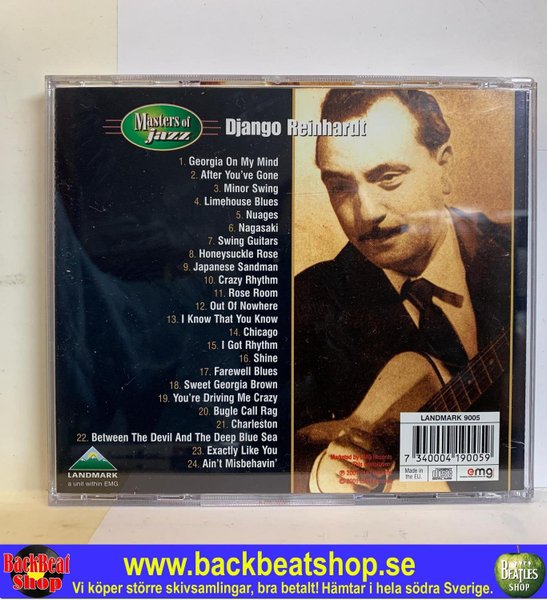 Masters of
jazz
Django Reinhardt
1. Georgia On My Mind
2. After You've Gone
3. Minor Swing
4. Limehouse Blues
5. Nuages
6. Nagasaki
7. Swing Guitars
8. Honeysuckle Rose
9. Japanese Sandman
10. Crazy Rhythm
11. Rose Room
12. Out Of Nowhere
13. I Know That You Know
14. Chicago
15. I Got Rhythm
16. Shine
17. Farewell Blues
18. Sweet Georgia Brown
19. You're Driving Me Crazy
20. Bugle Call Rag
21. Charleston
22. Between The Devil And The Deep Blue Sea
23. Exactly Like You
24. Ain't Misbehavin'
LANDMARK
a unit within EMG
Marketed by
LANDMARK 9005
7 340004 190059
Made in
the EU.
emg
BackBeat
Shop
www.backbeatshop.se
Vi köper större skivsamlingar, bra betalt! Hämtar i hela södra Sverige.
BEATLES
SHOP